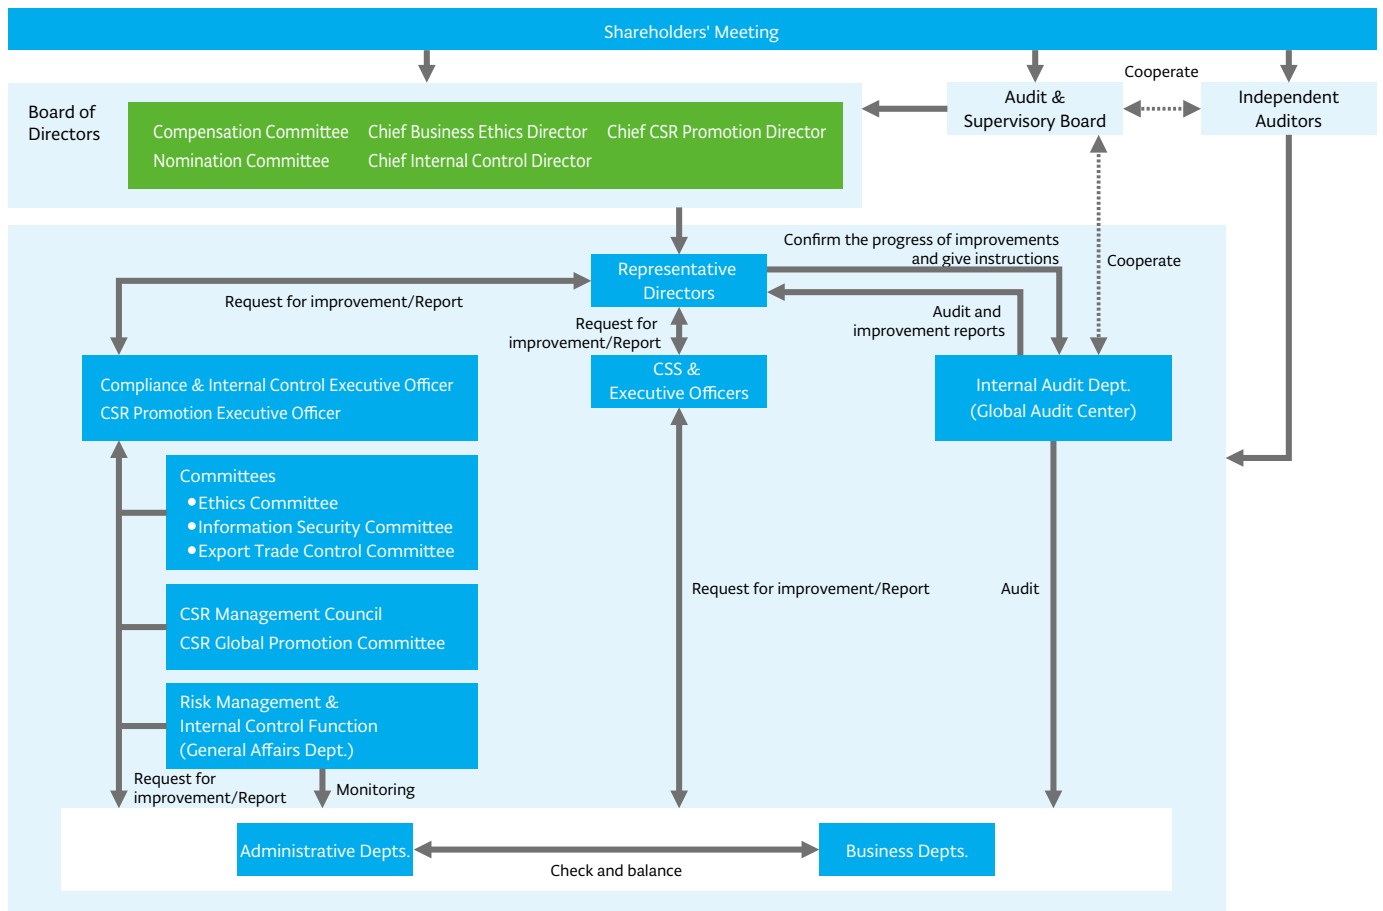 Shareholders' Meeting
Cooperate
Board of
Directors
Compensation Committee
Chief Business Ethics Director
Chief CSR Promotion Director
Nomination Committee
Chief Internal Control Director
Audit &
Supervisory Board
Independent
Auditors
Confirm the progress of improvements
and give instructions
Cooperate
Representative
Directors
Request for improvement/Report
Audit and
improvement reports
Request for
improvement/Report
Compliance & Internal Control Executive Officer
CSR Promotion Executive Officer
CSS &
Executive Officers
Internal Audit Dept.
(Global Audit Center)
Committees
•Ethics Committee
•Information Security Committee
•Export Trade Control Committee
CSR Management Council
CSR Global Promotion Committee
Request for improvement/Report
Audit
Risk Management &
Internal Control Function
(General Affairs Dept.)
Request for
improvement/Report
Monitoring
Administrative Depts.
Business Depts.
Check and balance